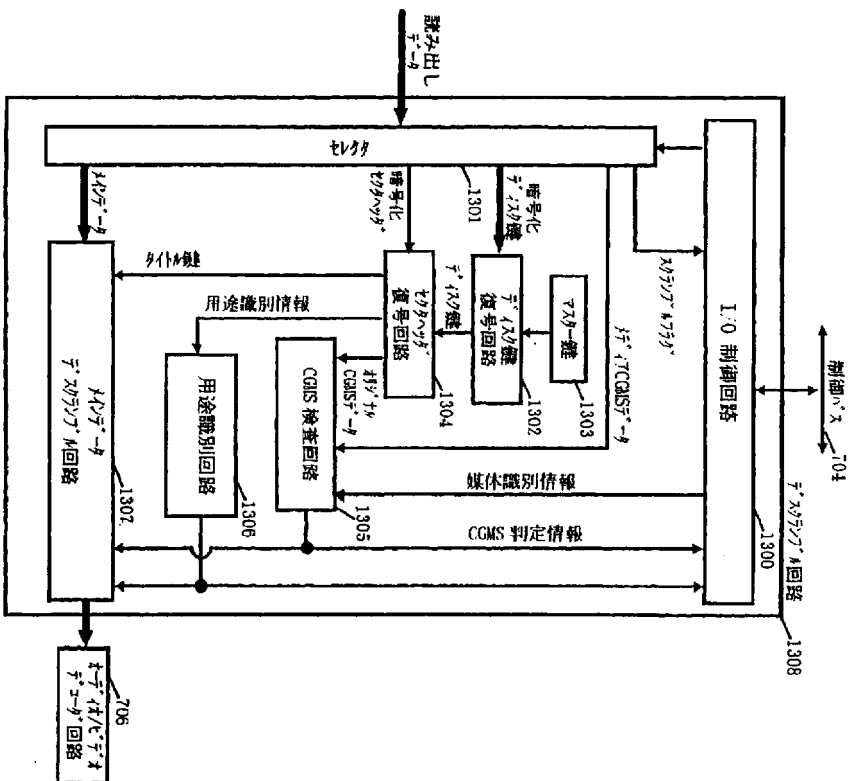 制御バス
704
デスクランブル回路
1308
I/O 制御回路
1300
読み出し
データ
セレクタ
1301
スクランブルフラグ
メディアCGMSデータ
暗号化
ディスク鍵
暗号化
セクタヘッダ
メインデータ
マスター鍵
1303
ディスク鍵
復号回路
1302
ディスク鍵
セクタヘッダ
復号回路
1304
タイトル鍵
用途識別情報
オリジナル
CGMSデータ
CGMS 検査回路
1305
媒体識別情報
用途識別回路
1306
CGMS 判定情報
メインデータ
デスクランブル回路
1307
オーディオ/ビデオ
デコーダ回路
706